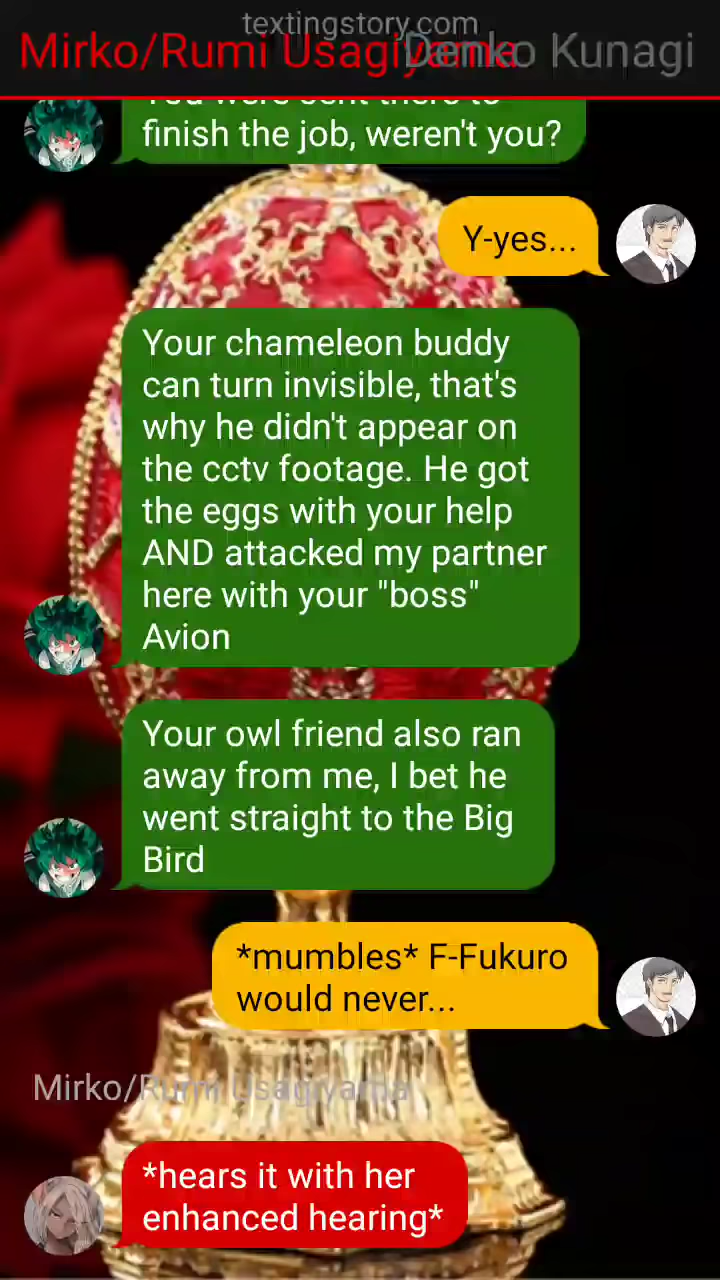 textingstory.com
Mirko/Rumi Usagiyama
Denko Kunagi
You were sent there to
finish the job, weren't you?
Y-yes...
Your chameleon buddy
can turn invisible, that's
why he didn't appear on
the cctv footage. He got
the eggs with your help
AND attacked my partner
here with your "boss"
Avion
Your owl friend also ran
away from me, I bet he
went straight to the Big
Bird
*mumbles* F-Fukuro
would never...
Mirko/Rumi Usagiyama
*hears it with her
enhanced hearing*